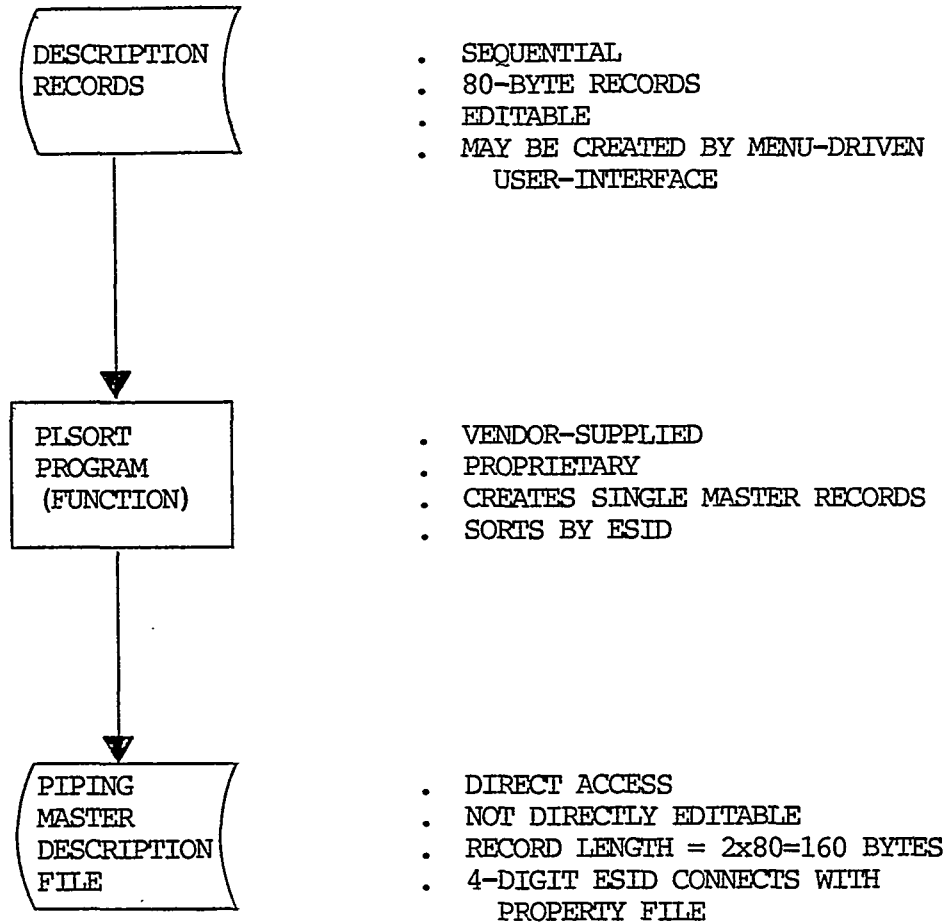 DESCRIPTION
RECORDS
. SEQUENTIAL
. 80-BYTE RECORDS
. EDITABLE
. MAY BE CREATED BY MENU-DRIVEN
USER-INTERFACE
PLSORT
PROGRAM
(FUNCTION)
. VENDOR-SUPPLIED
. PROPRIETARY
. CREATES SINGLE MASTER RECORDS
. SORTS BY ESID
PIPING
MASTER
DESCRIPTION
FILE
. DIRECT ACCESS
. NOT DIRECTLY EDITABLE
. RECORD LENGTH = 2x80=160 BYTES
. 4-DIGIT ESID CONNECTS WITH
PROPERTY FILE